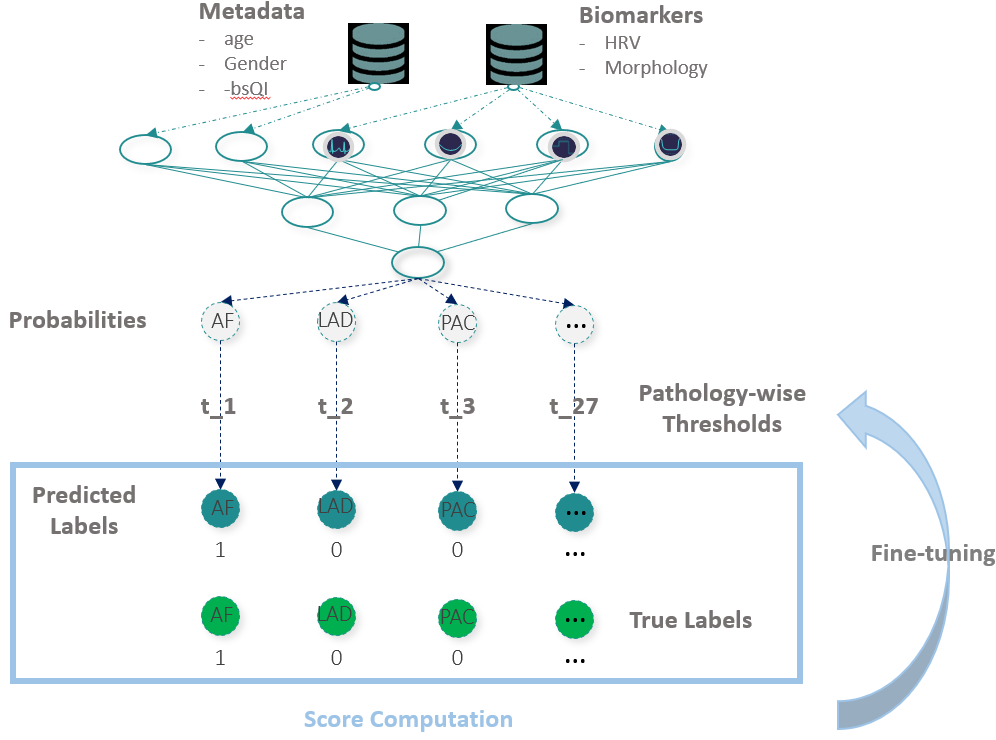 Metadata
- age
- Gender
- -bsQI
Biomarkers
- HRV
- Morphology
Probabilities
AF
LAD
PAC
...
t_1
t_2
t_3
t_27
Pathology-wise
Thresholds
Predicted
Labels
AF
LAD
PAC
...
1
0
0
...
Fine-tuning
AF
LAD
PAC
...
True Labels
1
0
0
...
Score Computation